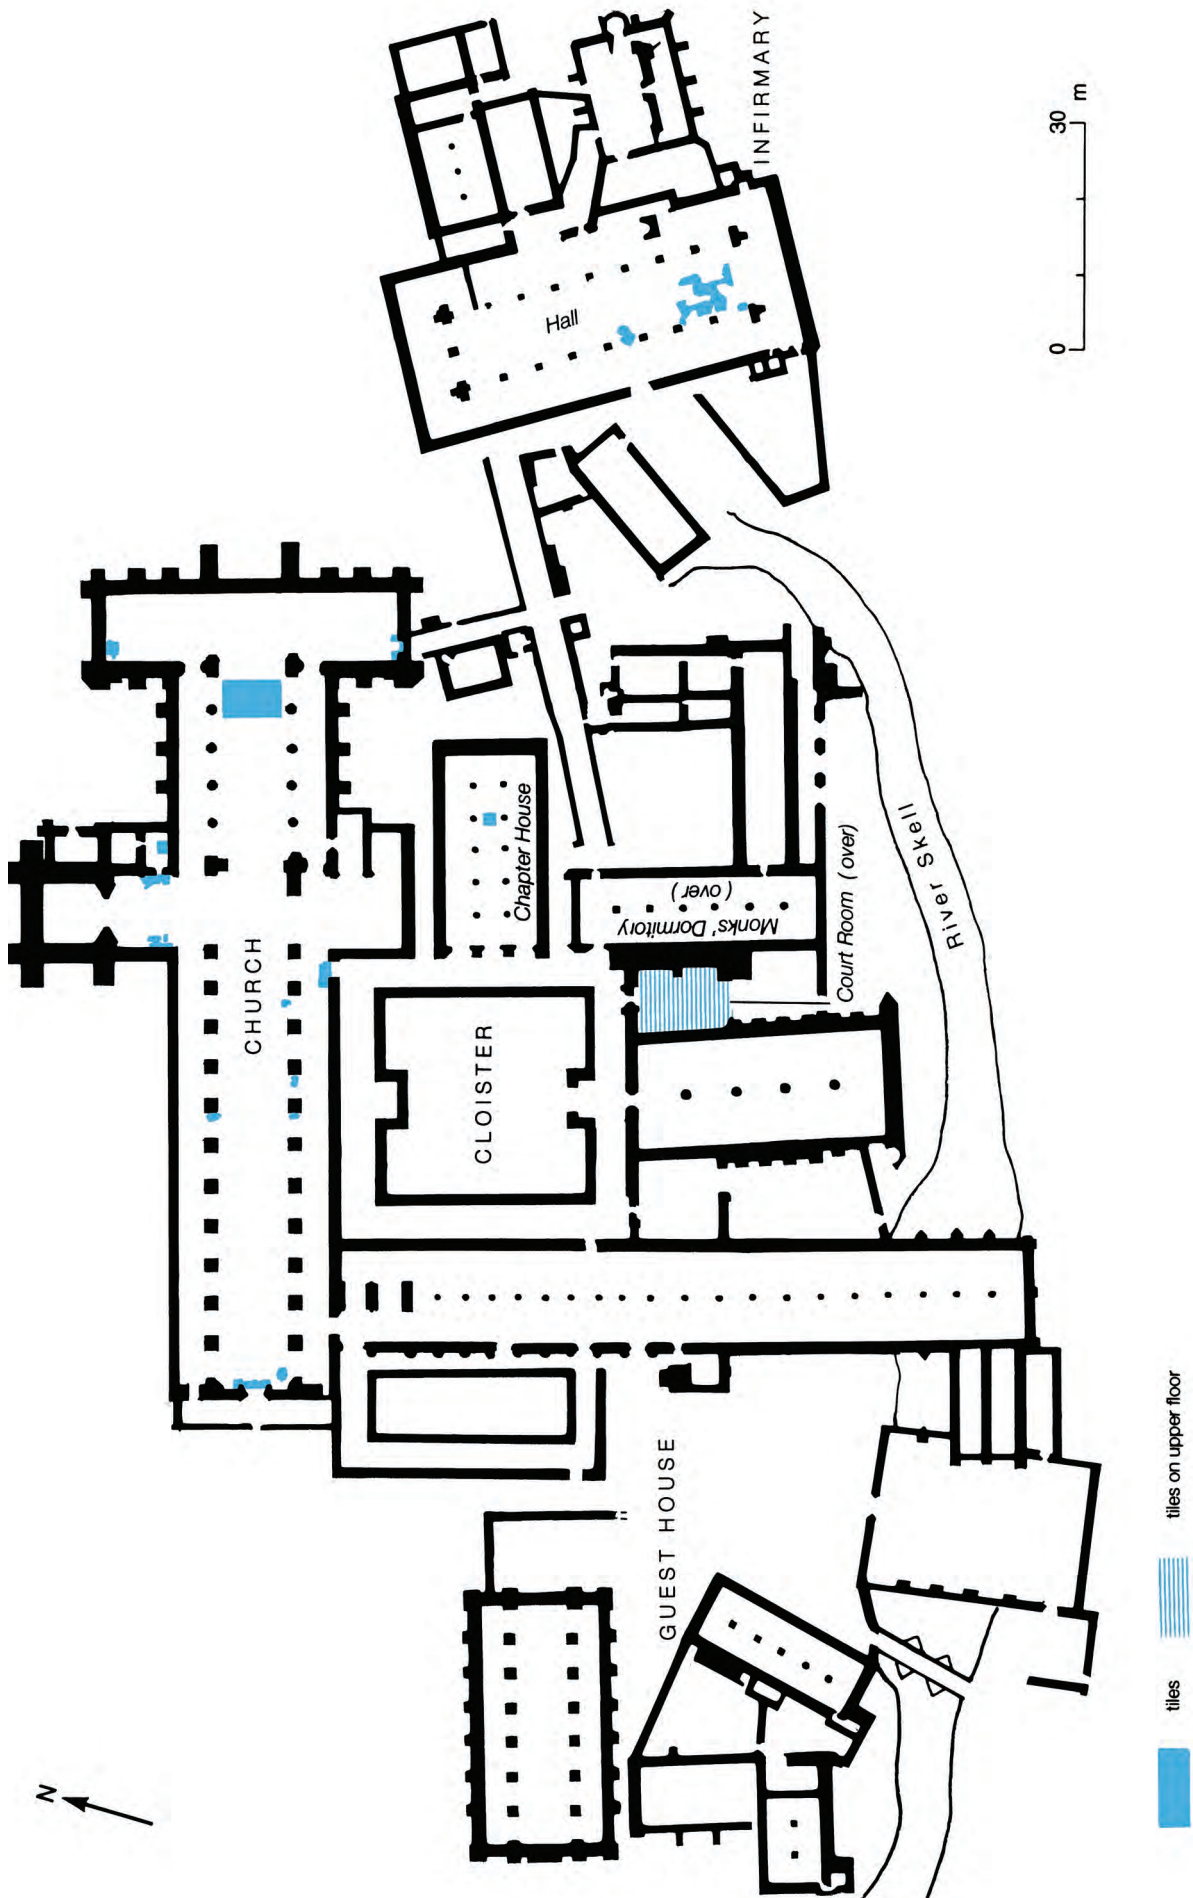 N
CHURCH
CLOISTER
Chapter House
Monks' Dormitory
(over)
Court Room (over)
River Skell
Hall
INFIRMARY
GUEST HOUSE
0
30 m
tiles
tiles on upper floor